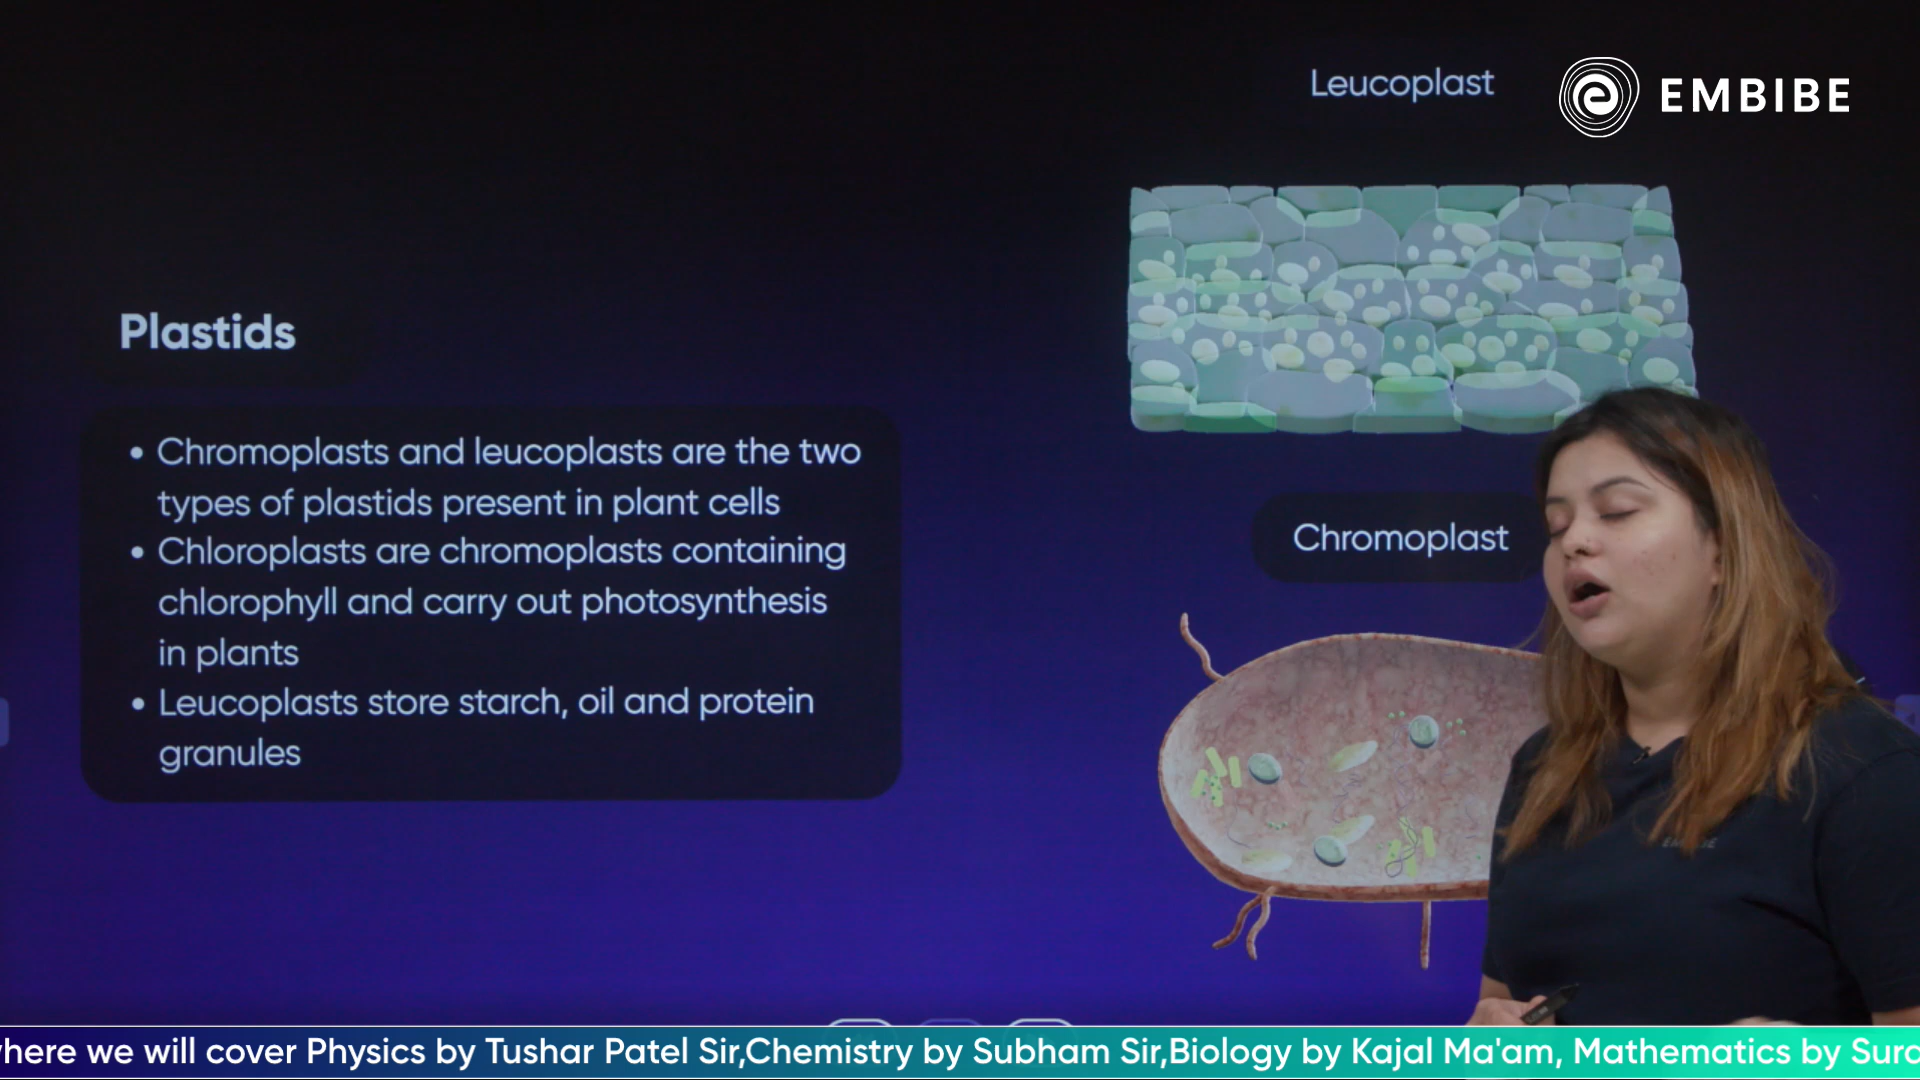 Leucoplast
EMBIBE
Plastids
• Chromoplasts and leucoplasts are the two
types of plastids present in plant cells
• Chloroplasts are chromoplasts containing
chlorophyll and carry out photosynthesis
in plants
• Leucoplasts store starch, oil and protein
granules
Chromoplast
EMBIBE
where we will cover Physics by Tushar Patel Sir,Chemistry by Subham Sir,Biology by Kajal Ma'am, Mathematics by